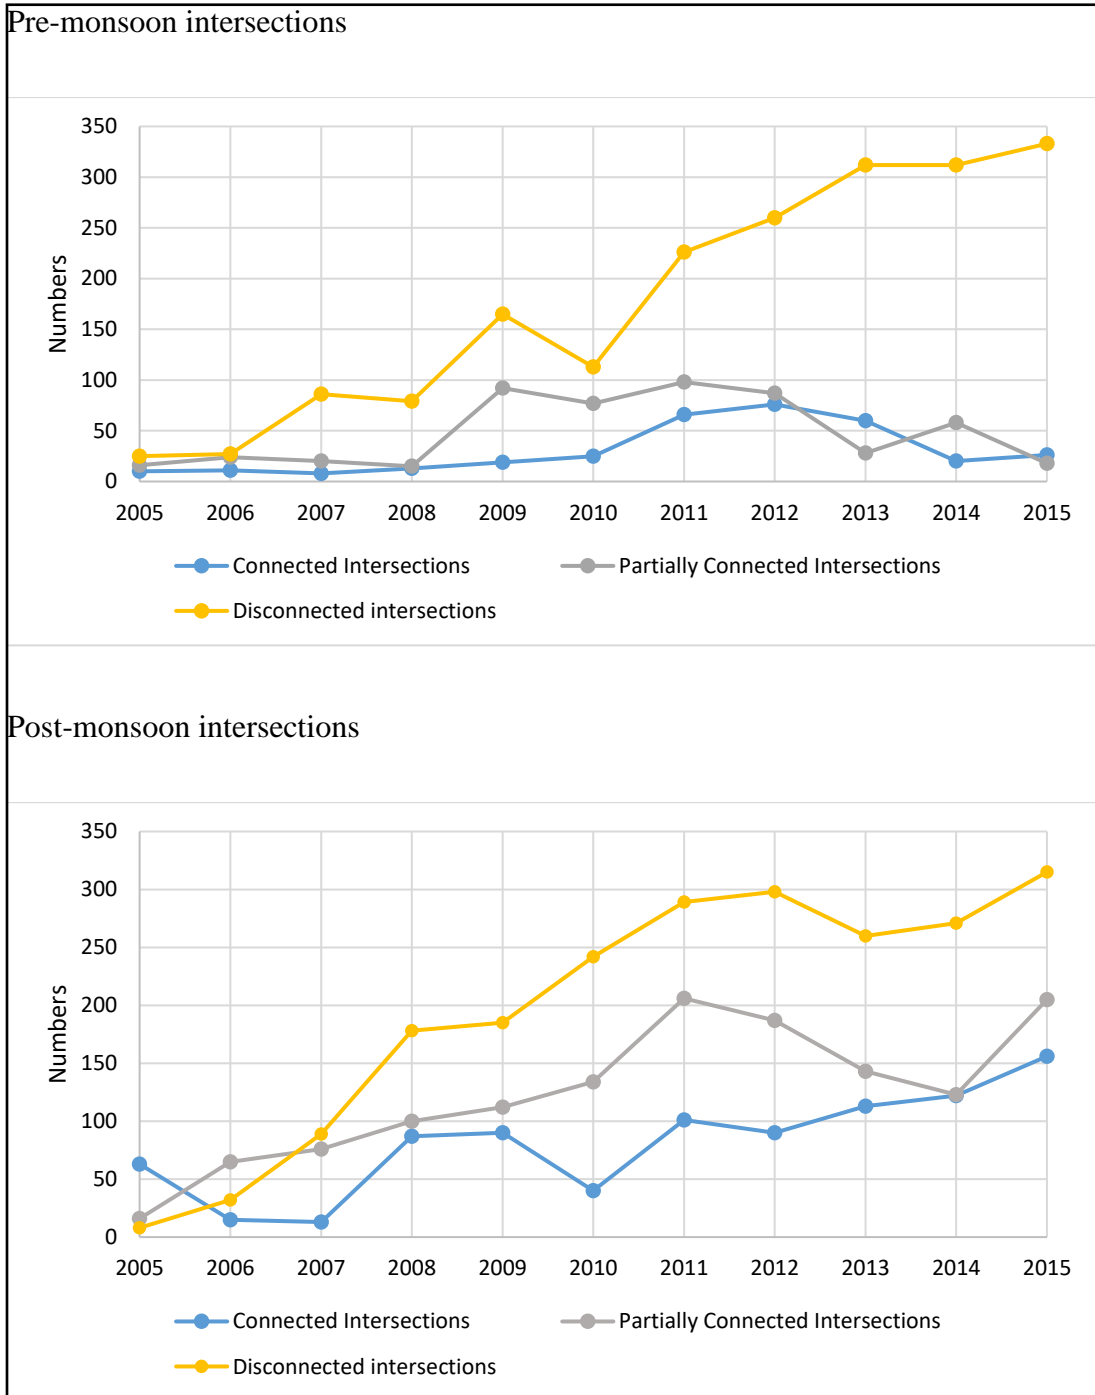 Pre-monsoon intersections
350
300
250
200
150
100
50
0
Numbers
2005 2006 2007 2008 2009 2010 2011 2012 2013 2014 2015
Connected Intersections Partially Connected Intersections
Disconnected intersections
Post-monsoon intersections
350
300
250
200
150
100
50
0
Numbers
2005 2006 2007 2008 2009 2010 2011 2012 2013 2014 2015
Connected Intersections Partially Connected Intersections
Disconnected intersections